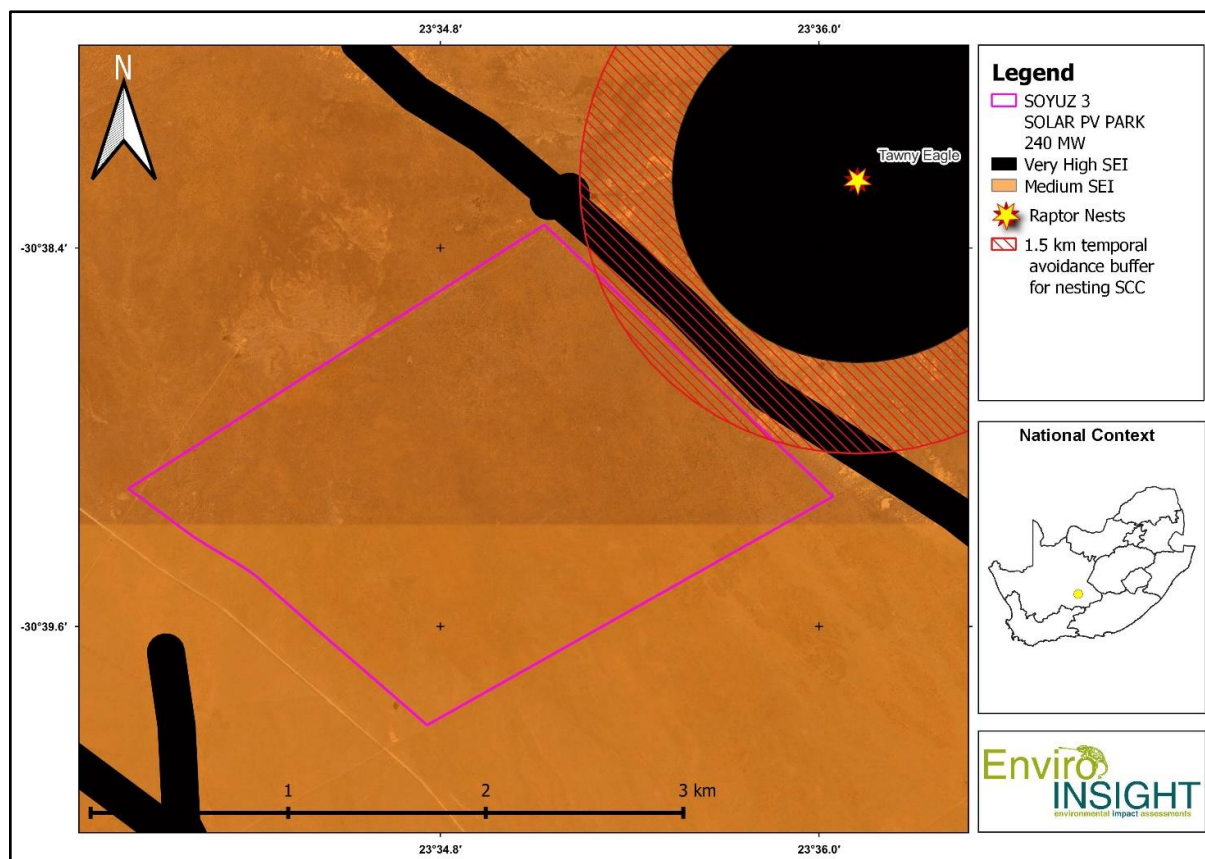 23°34.8′ 23°36.0′
N
Tawny Eagle
-30°38.4′
-30°39.6′
1 2 3 km
23°34.8′ 23°36.0′
Legend
SOYUZ 3
SOLAR PV PARK
240 MW
Very High SEI
Medium SEI
Raptor Nests
1.5 km temporal
avoidance buffer
for nesting SCC
National Context
Enviro
INSIGHT
environmental impact assessments